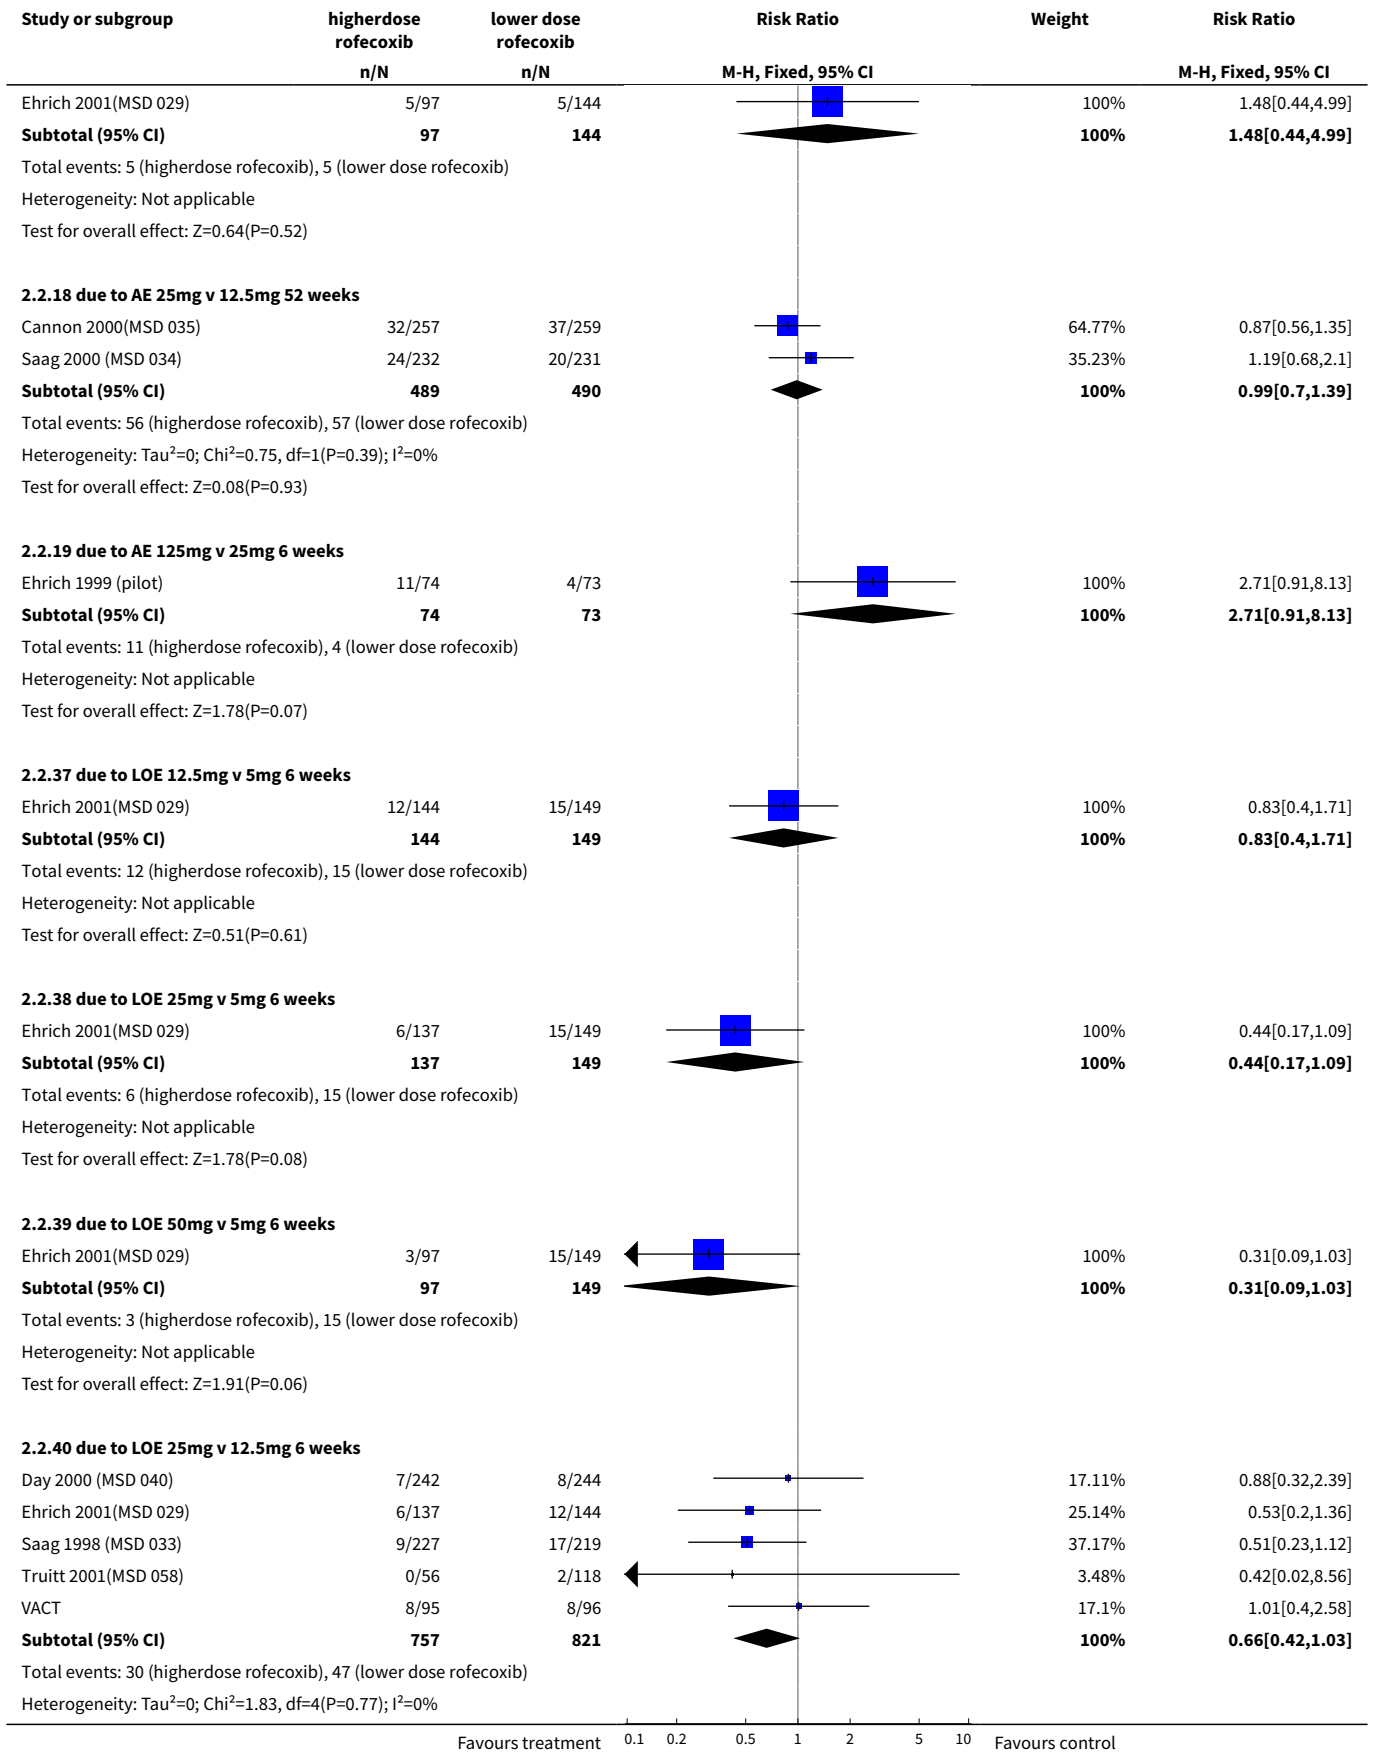 Study or subgroup higherdose rofecoxib lower dose rofecoxib Risk Ratio Weight Risk Ratio
n/N n/N M-H, Fixed, 95% CI M-H, Fixed, 95% CI
Ehrich 2001(MSD 029) 5/97 5/144 100% 1.48[0.44,4.99]
Subtotal (95% CI) 97 144 100% 1.48[0.44,4.99]
Total events: 5 (higherdose rofecoxib), 5 (lower dose rofecoxib)
Heterogeneity: Not applicable
Test for overall effect: Z=0.64(P=0.52)
2.2.18 due to AE 25mg v 12.5mg 52 weeks
Cannon 2000(MSD 035) 32/257 37/259 64.77% 0.87[0.56,1.35]
Saag 2000 (MSD 034) 24/232 20/231 35.23% 1.19[0.68,2.1]
Subtotal (95% CI) 489 490 100% 0.99[0.7,1.39]
Total events: 56 (higherdose rofecoxib), 57 (lower dose rofecoxib)
Heterogeneity: Tau²=0; Chi²=0.75, df=1(P=0.39); I²=0%
Test for overall effect: Z=0.08(P=0.93)
2.2.19 due to AE 125mg v 25mg 6 weeks
Ehrich 1999 (pilot) 11/74 4/73 100% 2.71[0.91,8.13]
Subtotal (95% CI) 74 73 100% 2.71[0.91,8.13]
Total events: 11 (higherdose rofecoxib), 4 (lower dose rofecoxib)
Heterogeneity: Not applicable
Test for overall effect: Z=1.78(P=0.07)
2.2.37 due to LOE 12.5mg v 5mg 6 weeks
Ehrich 2001(MSD 029) 12/144 15/149 100% 0.83[0.4,1.71]
Subtotal (95% CI) 144 149 100% 0.83[0.4,1.71]
Total events: 12 (higherdose rofecoxib), 15 (lower dose rofecoxib)
Heterogeneity: Not applicable
Test for overall effect: Z=0.51(P=0.61)
2.2.38 due to LOE 25mg v 5mg 6 weeks
Ehrich 2001(MSD 029) 6/137 15/149 100% 0.44[0.17,1.09]
Subtotal (95% CI) 137 149 100% 0.44[0.17,1.09]
Total events: 6 (higherdose rofecoxib), 15 (lower dose rofecoxib)
Heterogeneity: Not applicable
Test for overall effect: Z=1.78(P=0.08)
2.2.39 due to LOE 50mg v 5mg 6 weeks
Ehrich 2001(MSD 029) 3/97 15/149 100% 0.31[0.09,1.03]
Subtotal (95% CI) 97 149 100% 0.31[0.09,1.03]
Total events: 3 (higherdose rofecoxib), 15 (lower dose rofecoxib)
Heterogeneity: Not applicable
Test for overall effect: Z=1.91(P=0.06)
2.2.40 due to LOE 25mg v 12.5mg 6 weeks
Day 2000 (MSD 040) 7/242 8/244 17.11% 0.88[0.32,2.39]
Ehrich 2001(MSD 029) 6/137 12/144 25.14% 0.53[0.2,1.36]
Saag 1998 (MSD 033) 9/227 17/219 37.17% 0.51[0.23,1.12]
Truitt 2001(MSD 058) 0/56 2/118 3.48% 0.42[0.02,8.56]
VACT 8/95 8/96 17.1% 1.01[0.4,2.58]
Subtotal (95% CI) 757 821 100% 0.66[0.42,1.03]
Total events: 30 (higherdose rofecoxib), 47 (lower dose rofecoxib)
Heterogeneity: Tau²=0; Chi²=1.83, df=4(P=0.77); I²=0%
Favours treatment 0.1 0.2 0.5 1 2 5 10 Favours control